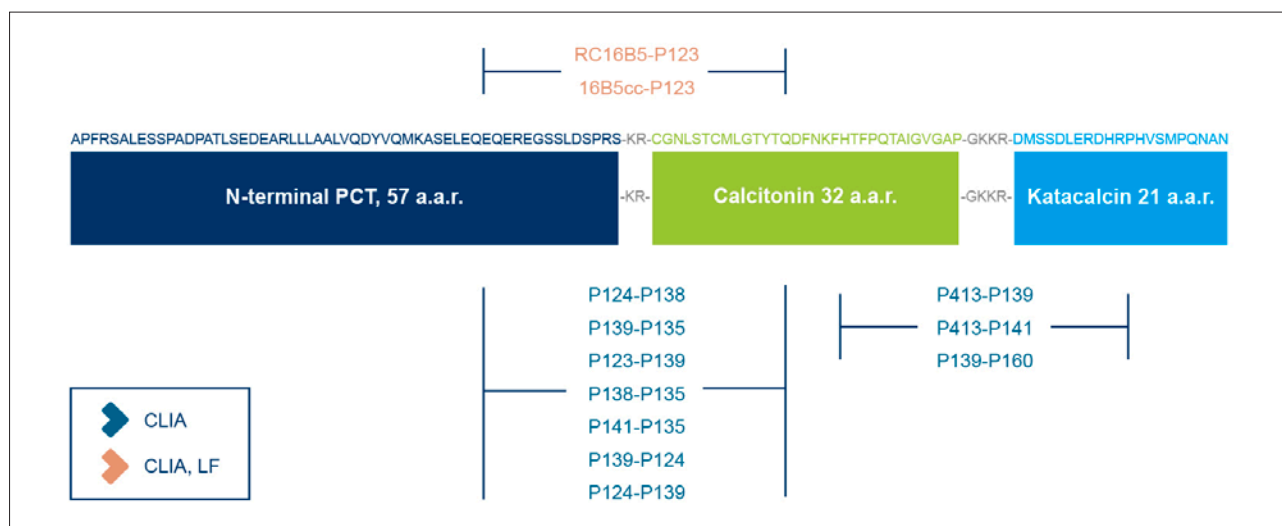 RC16B5-P123
16B5cc-P123
APFRSALESSPADPATLSEDEARLLLAALVQDYVQMKASELEQEQEREGSSLDSPRS-KR-CGNLSTCMLGTYTQDFNKFHTFPQTAIGVGAP-GKKR-DMSSDLERDHRPHVSMPQNAN
N-terminal PCT, 57 a.a.r. -KR- Calcitonin 32 a.a.r. -GKKR- Katacalcin 21 a.a.r.
P124-P138
P139-P135
P123-P139
P138-P135
P141-P135
P139-P124
P124-P139
P413-P139
P413-P141
P139-P160
CLIA
CLIA, LF